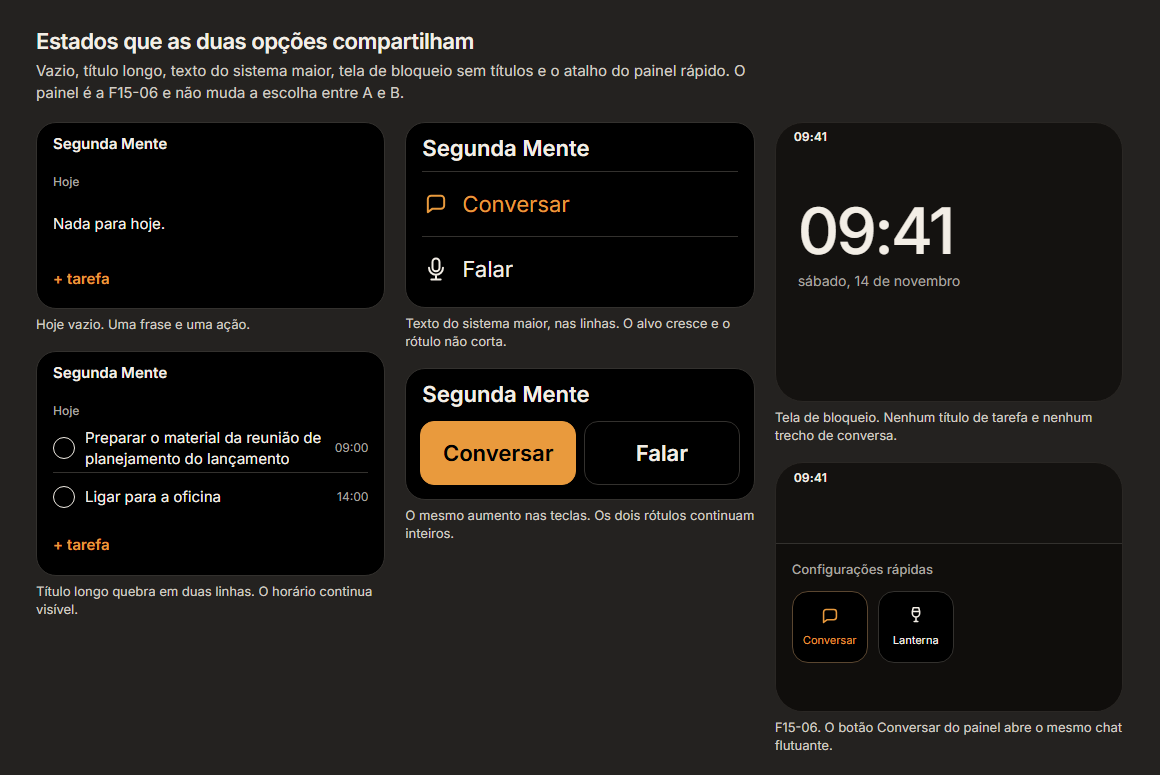 Estados que as duas opções compartilham
Vazio, título longo, texto do sistema maior, tela de bloqueio sem títulos e o atalho do painel rápido. O
painel é a F15-06 e não muda a escolha entre A e B.
Segunda Mente
Hoje
Nada para hoje.
+ tarefa
Hoje vazio. Uma frase e uma ação.
Segunda Mente
Hoje
Preparar o material da reunião de
planejamento do lançamento
09:00
Ligar para a oficina
14:00
+ tarefa
Título longo quebra em duas linhas. O horário continua
visível.
Segunda Mente
Conversar
Falar
Texto do sistema maior, nas linhas. O alvo cresce e o
rótulo não corta.
Segunda Mente
Conversar
Falar
O mesmo aumento nas teclas. Os dois rótulos continuam
inteiros.
09:41
09:41
sábado, 14 de novembro
Tela de bloqueio. Nenhum título de tarefa e nenhum
trecho de conversa.
09:41
Configurações rápidas
Conversar
Lanterna
F15-06. O botão Conversar do painel abre o mesmo chat
flutuante.